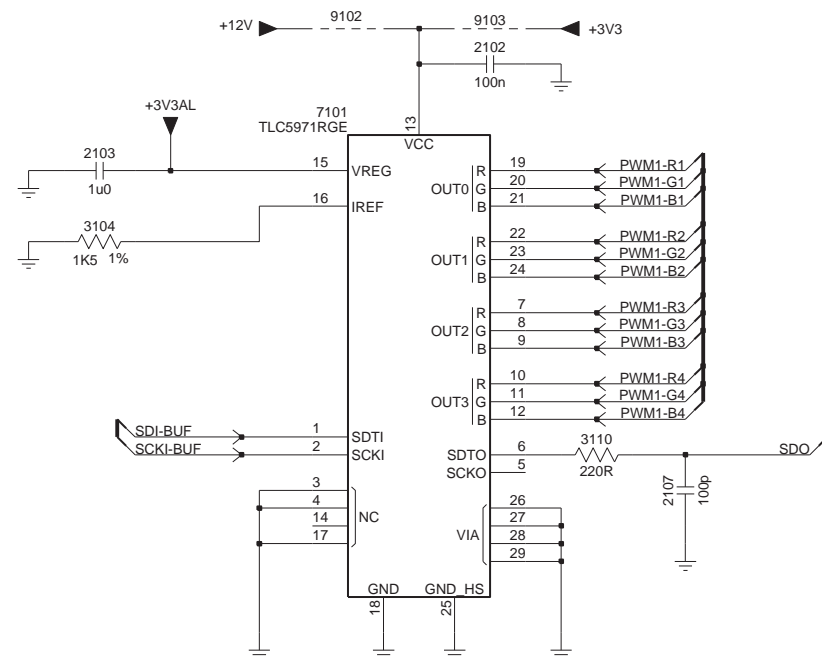 9102
9103
+12V
+3V3
2102
100n
+3V3AL
7101
TLC5971RGE
13
VCC
2103
1u0
15
VREG
16
IREF
3104
1K5 1%
OUT0
R
19
PWM1-R1
G
20
PWM1-G1
B
21
PWM1-B1
OUT1
R
22
PWM1-R2
G
23
PWM1-G2
B
24
PWM1-B2
OUT2
R
7
PWM1-R3
G
8
PWM1-G3
B
9
PWM1-B3
OUT3
R
10
PWM1-R4
G
11
PWM1-G4
B
12
PWM1-B4
SDI-BUF
1
SDTI
SCKI-BUF
2
SCKI
SDTO
6
3110
220R
SDO
SCKO
5
2107
100p
3
4
14
17
NC
VIA
26
27
28
29
GND
18
GND_HS
25